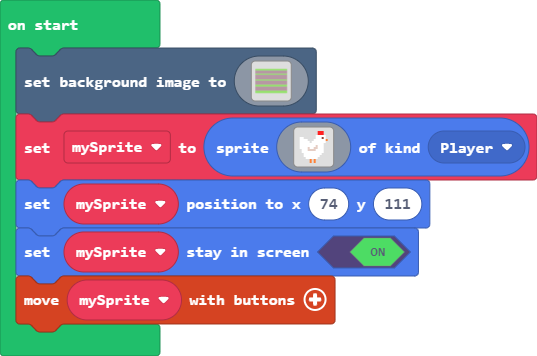 on start
set background image to
set mySprite to sprite of kind Player
set mySprite position to x 74 y 111
set mySprite stay in screen ON
move mySprite with buttons